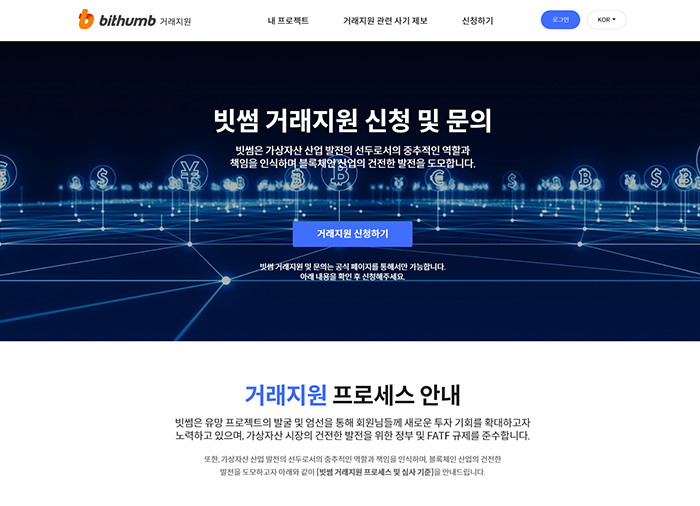 bithumb 거래지원
내 프로젝트 거래지원 관련 사기 제보 신청하기 로그인 KOR
빗썸 거래지원 신청 및 문의
빗썸은 가상자산 산업 발전의 선두로서의 중추적인 역할과
책임을 인식하며 블록체인 산업의 건전한 발전을 도모합니다.
거래지원 신청하기
빗썸 거래지원 및 문의는 공식 페이지를 통해서만 가능합니다.
아래 내용을 확인 후 신청해주세요.
거래지원 프로세스 안내
빗썸은 유망 프로젝트의 발굴 및 엄선을 통해 회원님들께 새로운 투자 기회를 확대하고자
노력하고 있으며, 가상자산 시장의 건전한 발전을 위한 정부 및 FATF 규제를 준수합니다.
또한, 가상자산 산업 발전의 선두로서의 중추적인 역할과 책임을 인식하며, 블록체인 산업의 건전한
발전을 도모하고자 아래와 같이 [빗썸 거래지원 프로세스 및 심사 기준]을 안내드립니다.